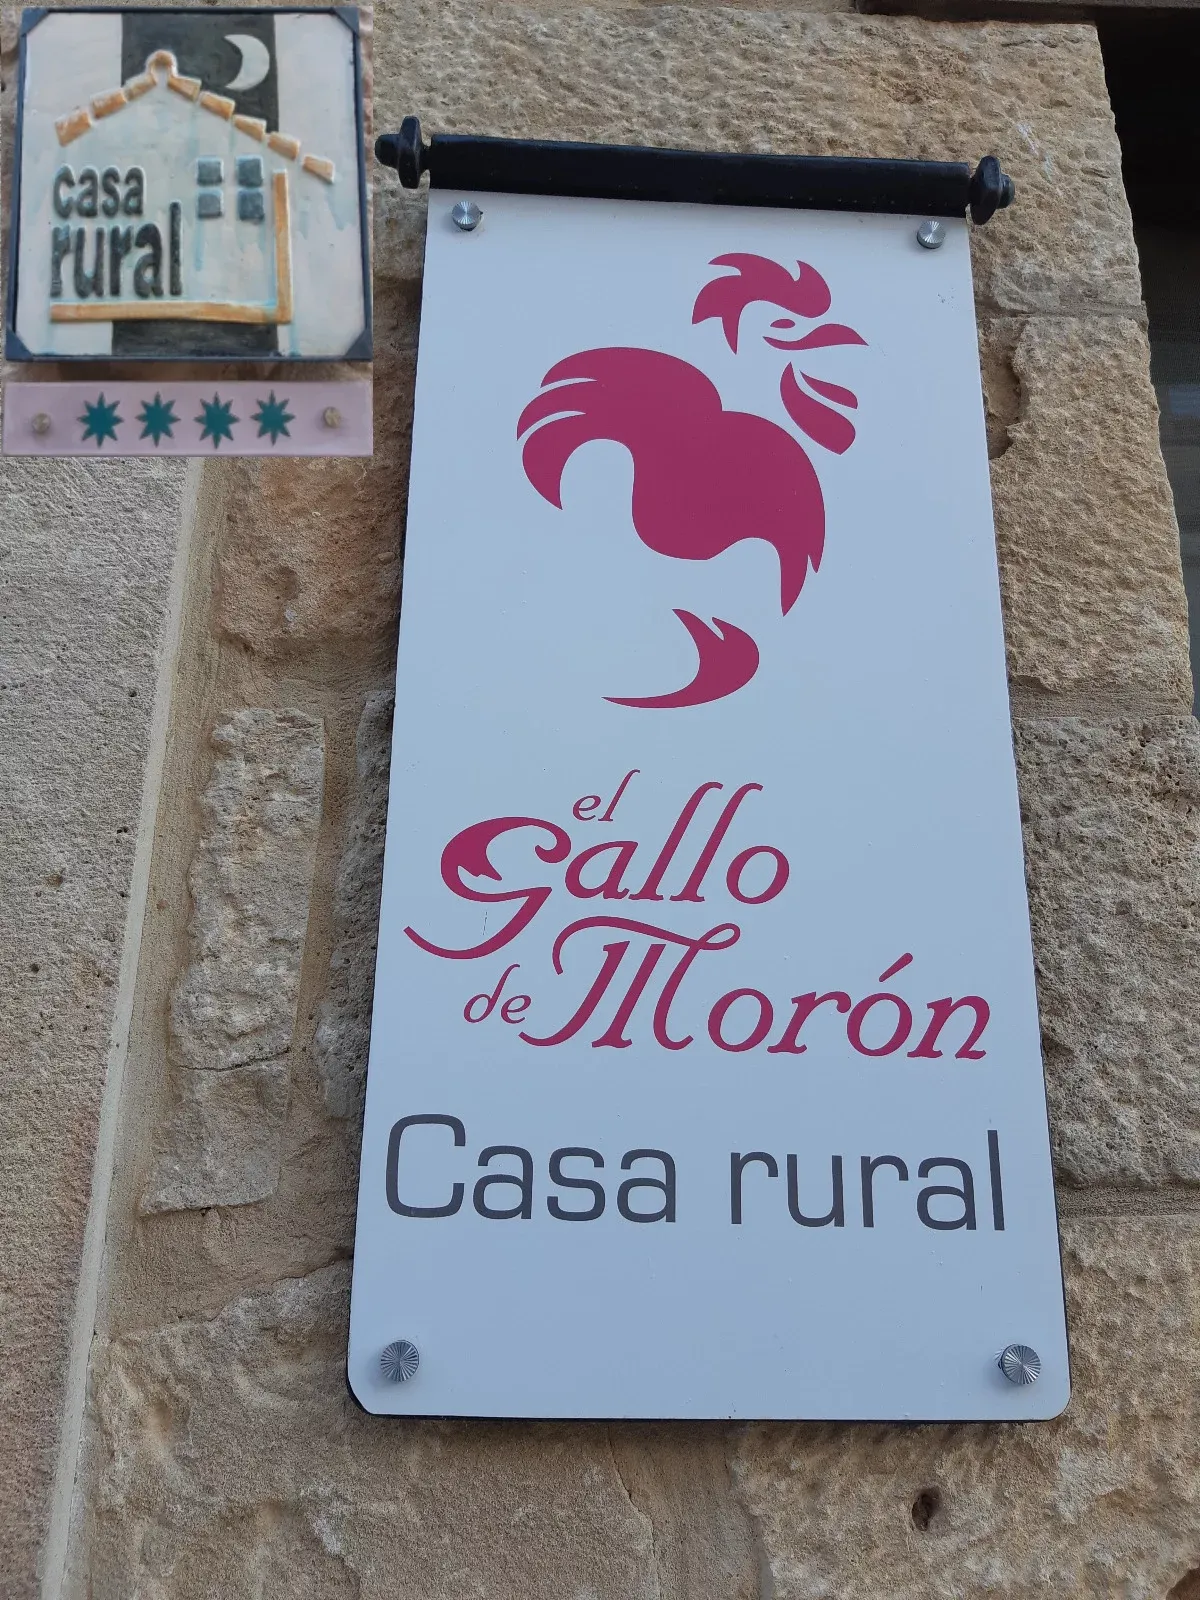 casa
rural
el
Gallo
de Morón
Casa rural